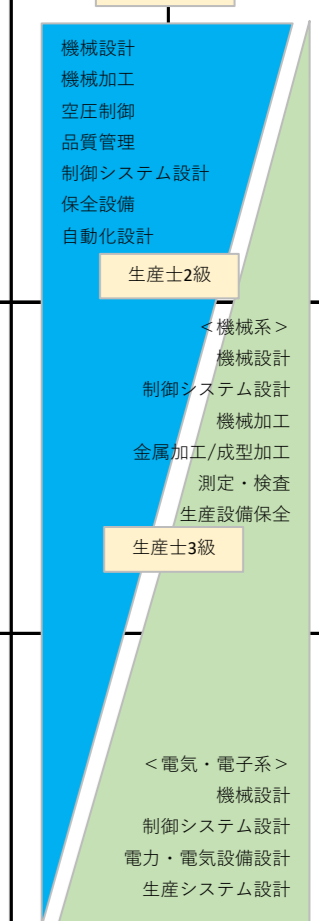 機械設計
機械加工
空圧制御
品質管理
制御システム設計
保全設備
自動化設計
生産士2級
＜機械系＞
機械設計
制御システム設計
機械加工
金属加工/成型加工
測定・検査
生産設備保全
生産士3級
＜電気・電子系＞
機械設計
制御システム設計
電力・電気設備設計
生産システム設計